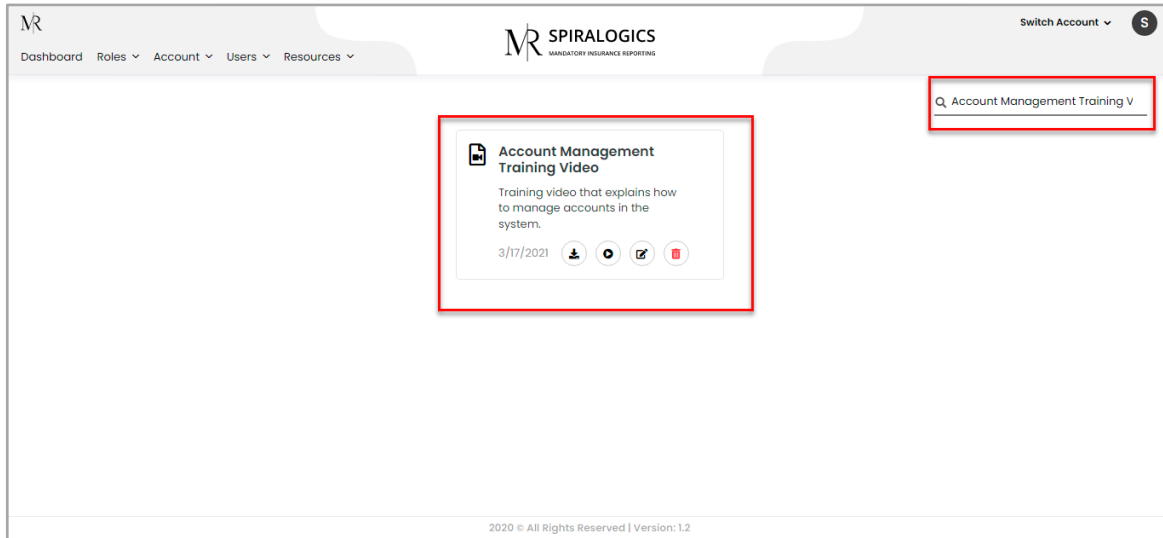 MR
Switch Account
S
MR SPIRALOGICS
MANDATORY INSURANCE REPORTING
Dashboard Roles Account Users Resources
Account Management Training V
Account Management
Training Video
Training video that explains how
to manage accounts in the
system.
3/17/2021
2020 © All Rights Reserved | Version: 1.2